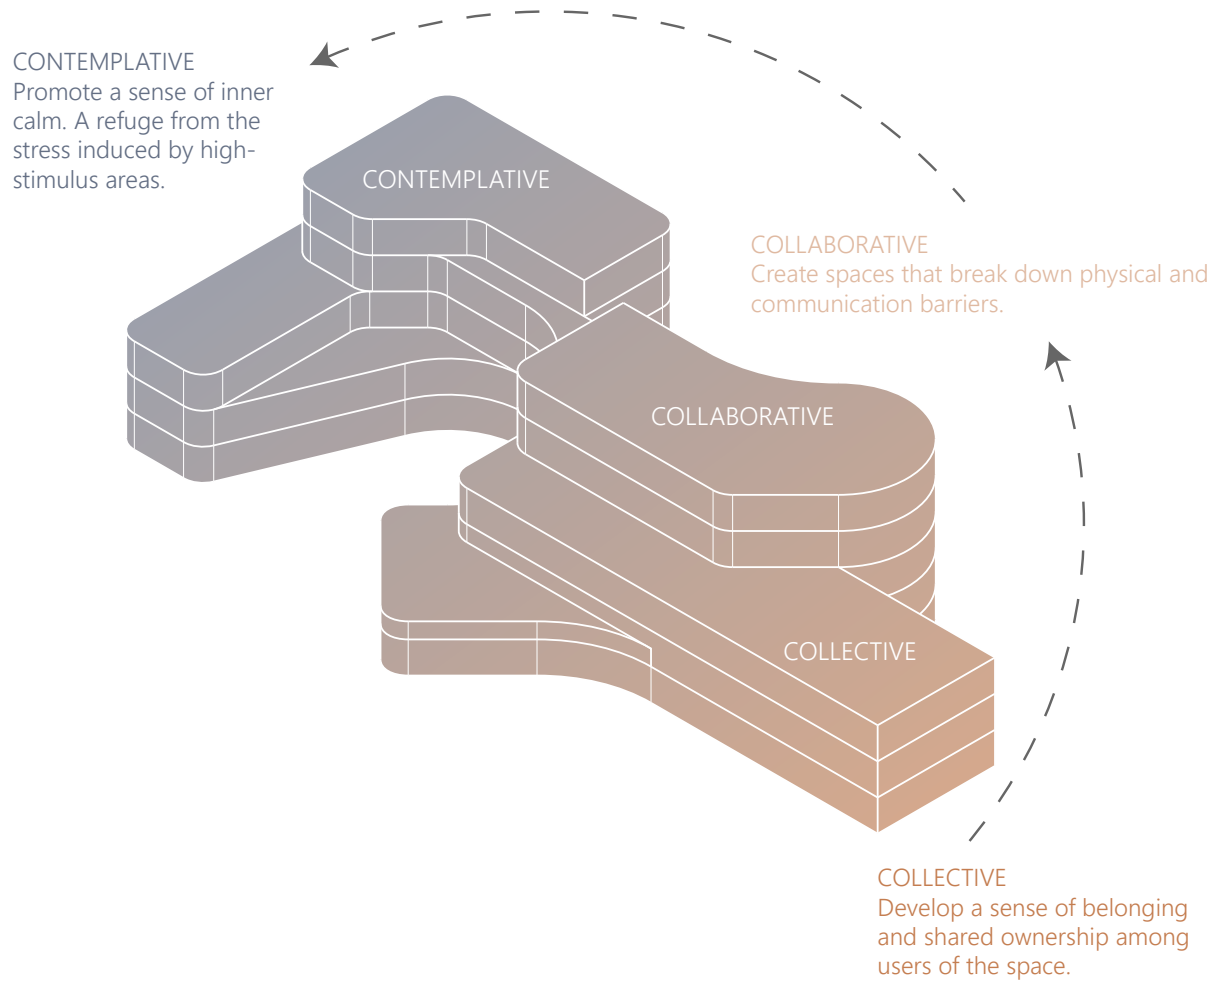 CONTEMPLATIVE
Promote a sense of inner
calm. A refuge from the
stress induced by high-
stimulus areas.
CONTEMPLATIVE
COLLABORATIVE
Create spaces that break down physical and
communication barriers.
COLLABORATIVE
COLLECTIVE
COLLECTIVE
Develop a sense of belonging
and shared ownership among
users of the space.